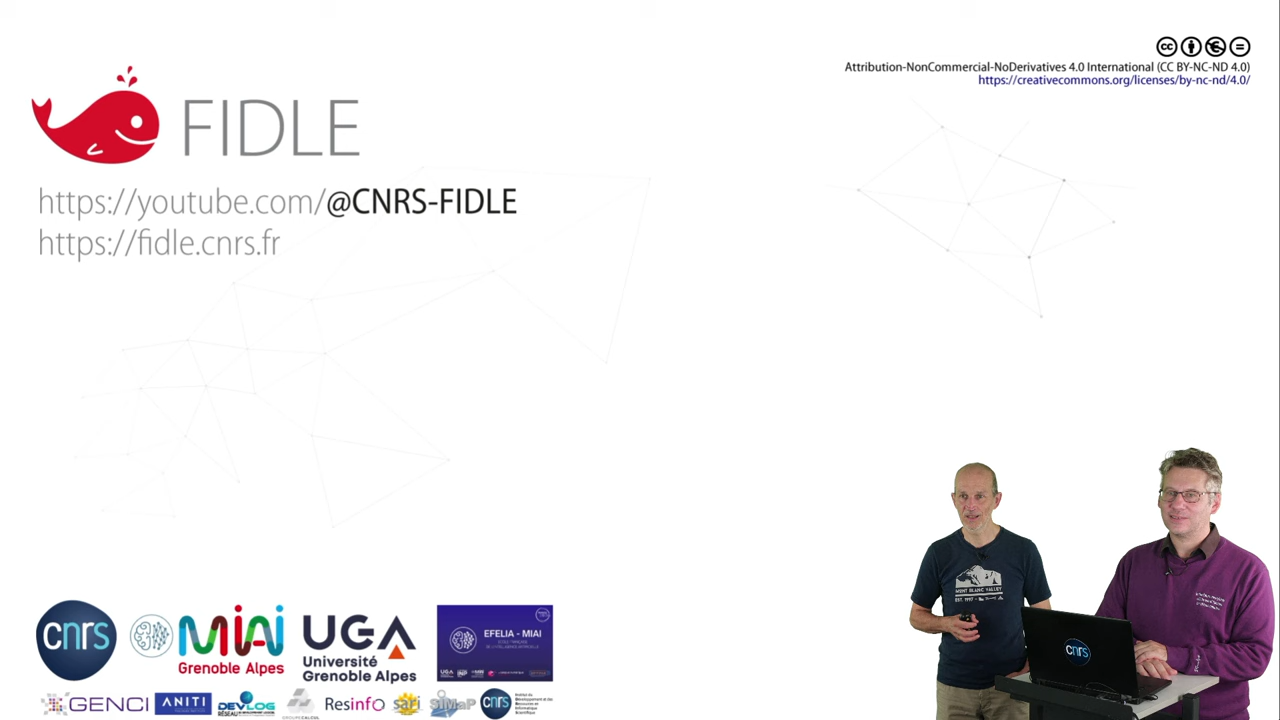 Attribution-NonCommercial-NoDerivatives 4.0 International (CC BY-NC-ND 4.0)
https://creativecommons.org/licenses/by-nc-nd/4.0/
FIDLE
https://youtube.com/@CNRS-FIDLE
https://fidle.cnrs.fr
MONT BLANC VALLEY
cnrs
cnrs
MIAI
Grenoble Alpes
UGA
Université
Grenoble Alpes
EFELIA - MIAI
GENCI
ANITI
DEVLOG
Resinfo
sari
SiMaP
cnrs